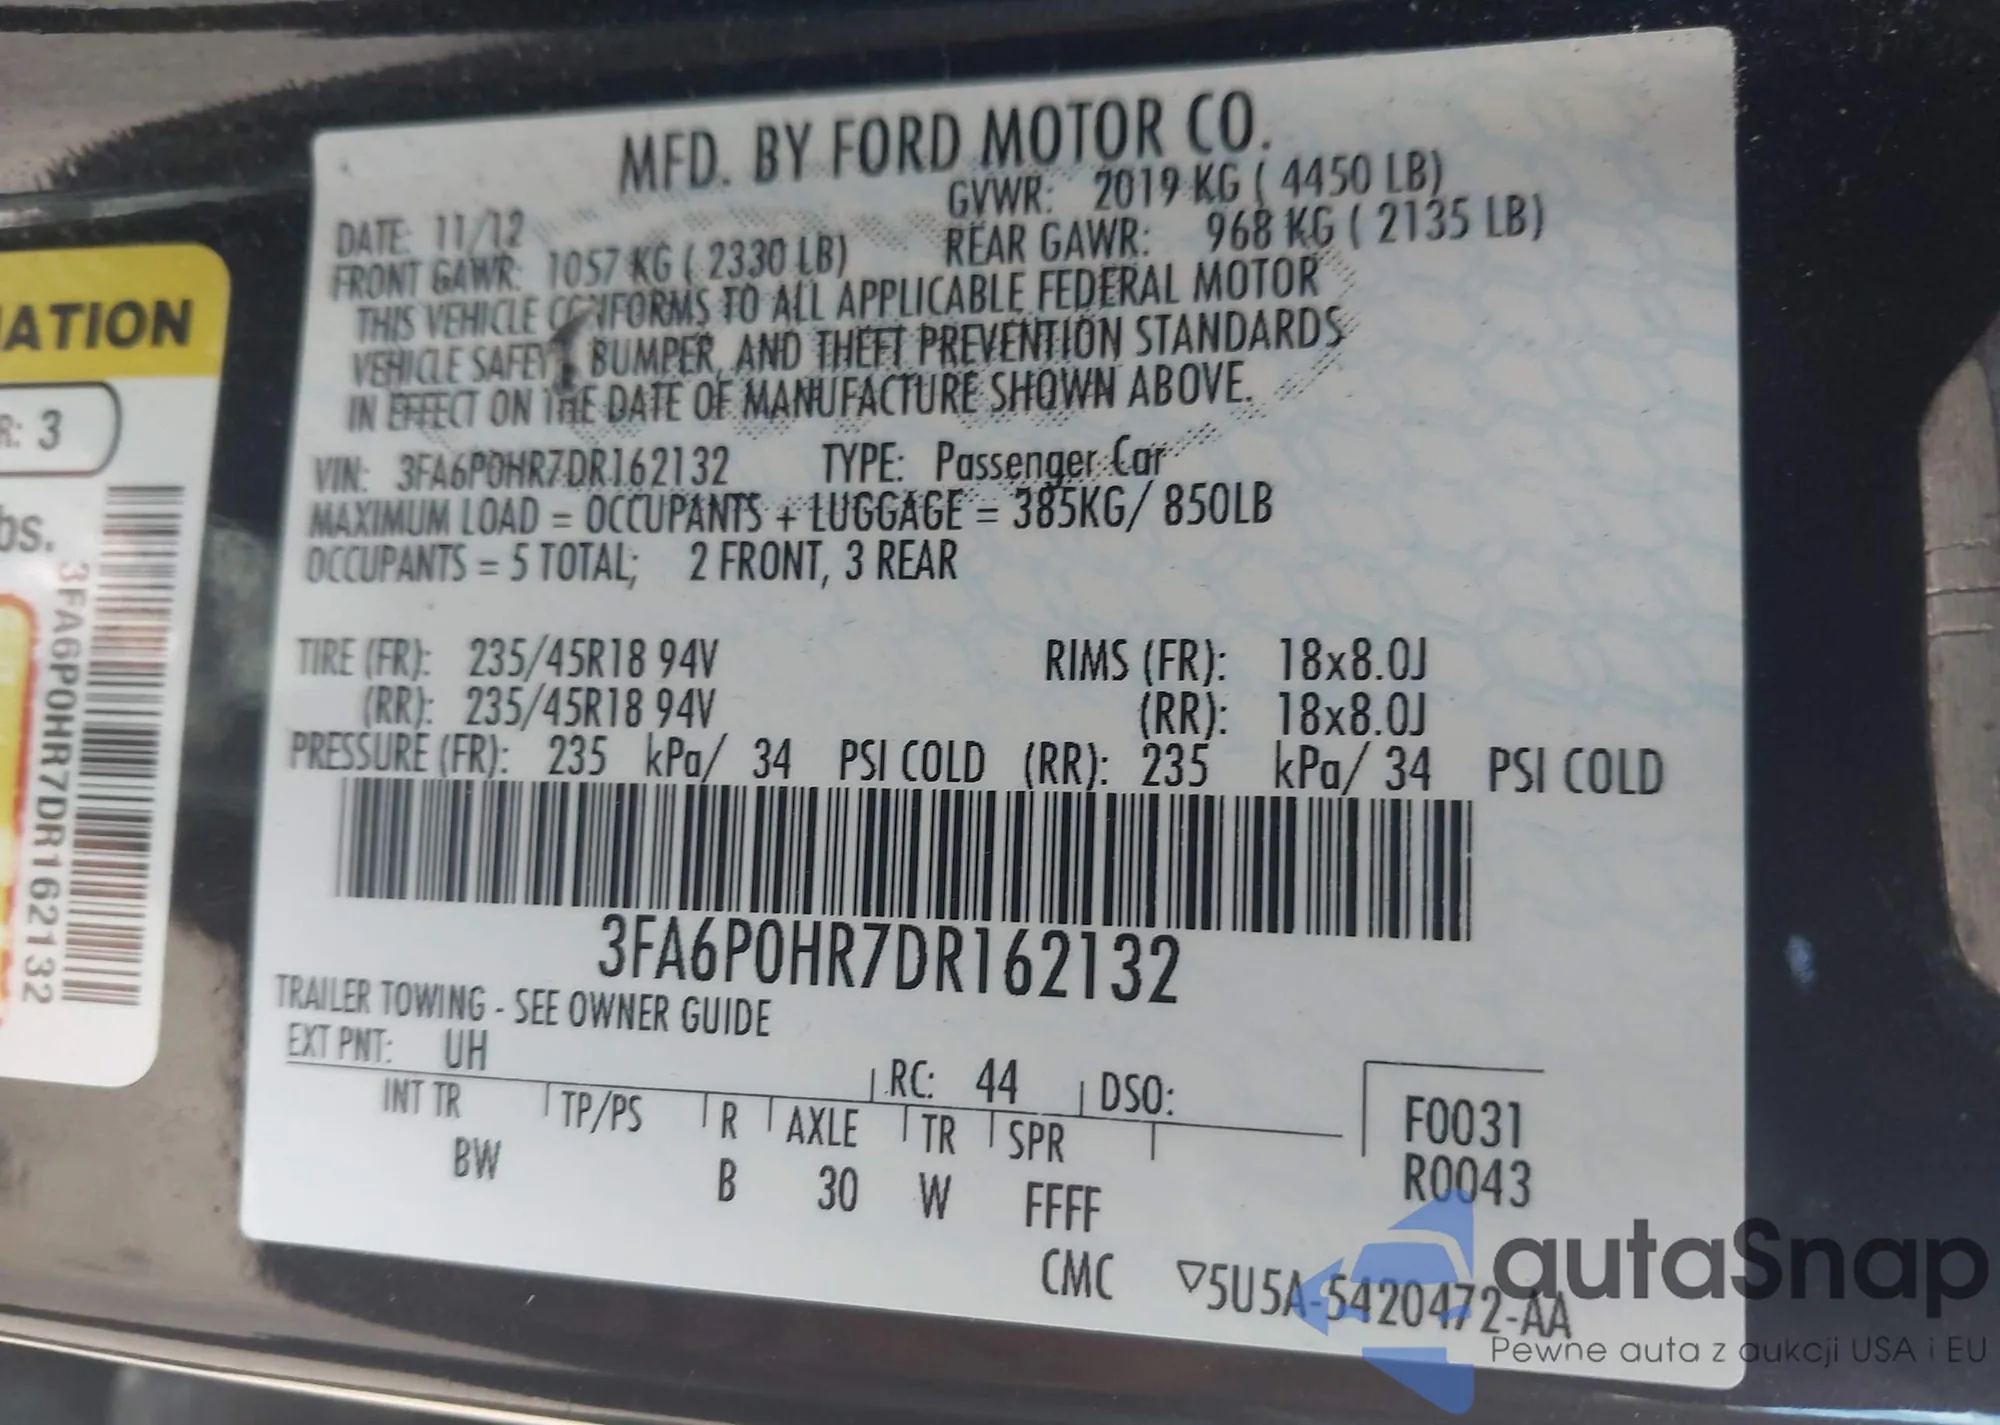 MFD. BY FORD MOTOR CO.
DATE: 11/12 GVWR: 2019 KG ( 4450 LB)
FRONT GAWR: 1057 KG ( 2330 LB) REAR GAWR: 968 KG ( 2135 LB)
THIS VEHICLE CONFORMS TO ALL APPLICABLE FEDERAL MOTOR
VEHICLE SAFETY, BUMPER, AND THEFT PREVENTION STANDARDS
IN EFFECT ON THE DATE OF MANUFACTURE SHOWN ABOVE.
VIN: 3FA6P0HR7DR162132 TYPE: Passenger Car
MAXIMUM LOAD = OCCUPANTS + LUGGAGE = 385KG/ 850LB
OCCUPANTS = 5 TOTAL; 2 FRONT, 3 REAR
TIRE (FR): 235/45R18 94V RIMS (FR): 18x8.0J
(RR): 235/45R18 94V (RR): 18x8.0J
PRESSURE (FR): 235 kPa/ 34 PSI COLD (RR): 235 kPa/ 34 PSI COLD
3FA6P0HR7DR162132
TRAILER TOWING - SEE OWNER GUIDE
EXT PNT: UH RC: 44 DSO:
INT TR TP/PS R AXLE TR SPR
BW B 30 W FFFF
F0031
R0043
CMC ▽5U5A-5420472-AA
ATION
R: 3
bs.
3FA6P0HR7DR162132
autaSnap
Pewne auta z aukcji USA i EU